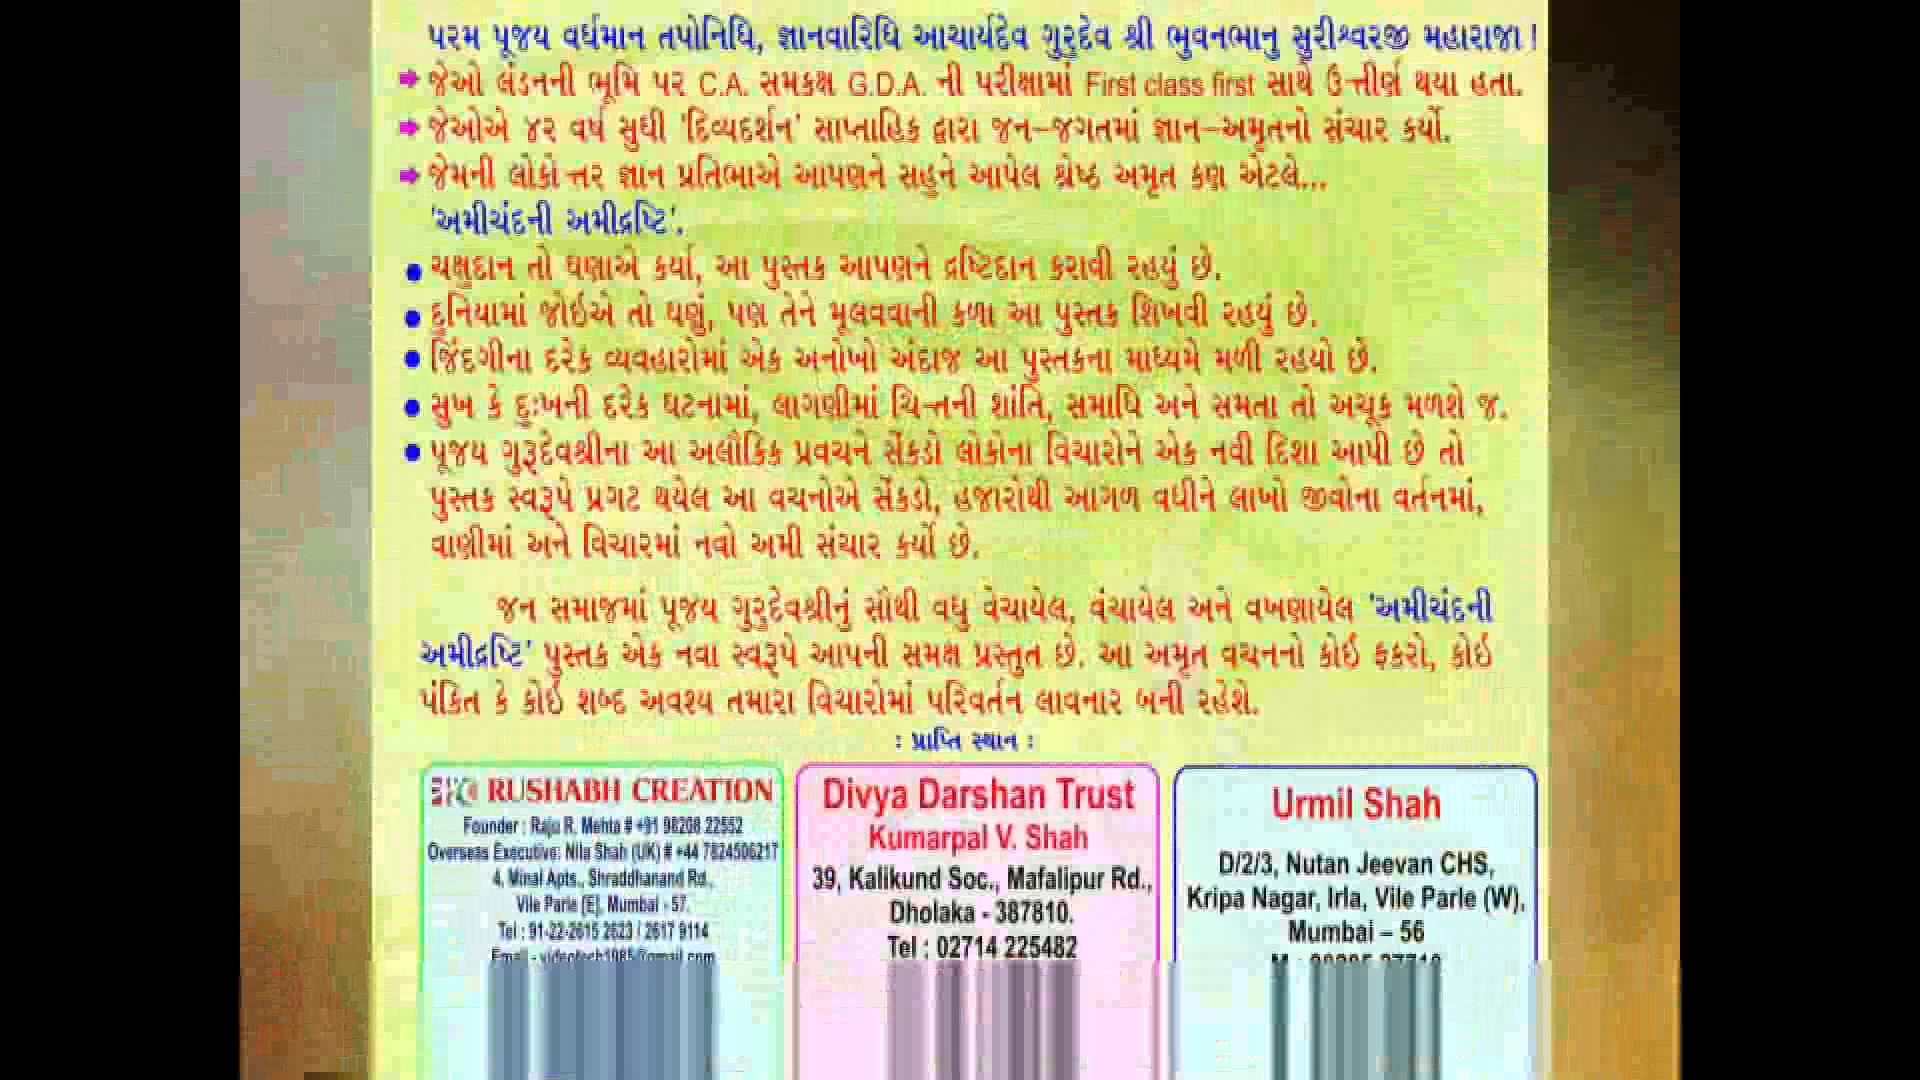 પરમ પૂજય વર્ધમાન તપોનિધિ, જ્ઞાનવારિધિ આચાર્યદેવ ગુરુદેવ શ્રી ભુવનભાનુ સુરીશ્વરજી મહારાજા !
જેઓ લંડનની ભૂમિ પર C.A. સમકક્ષ G.D.A. ની પરીક્ષામાં First class first સાથે ઉત્તીર્ણ થયા હતા.
જેઓએ ૪૨ વર્ષ સુધી 'દિવ્યદર્શન' સાપ્તાહિક દ્વારા જન-જગતમાં જ્ઞાન-અમૃતનો સંચાર કર્યો.
જેમની લોકોત્તર જ્ઞાન પ્રતિભાએ આપણને સહુને આપેલ શ્રેષ્ઠ અમૃત કણ એટલે...
'અમીચંદની અમીદ્રષ્ટિ'.
ચક્ષુદાન તો ઘણાએ કર્યા, આ પુસ્તક આપણને દ્રષ્ટિદાન કરાવી રહયું છે.
દુનિયામાં જોઇએ તો ઘણું, પણ તેને મૂલવવાની કળા આ પુસ્તક શિખવી રહયું છે.
જિંદગીના દરેક વ્યવહારોમાં એક અનોખો અંદાજ આ પુસ્તકના માધ્યમે મળી રહયો છે.
સુખ કે દુઃખની દરેક ઘટનામાં, લાગણીમાં ચિત્તની શાંતિ, સમાધિ અને સમતા તો અચૂક મળશે જ.
પૂજય ગુરૂદેવશ્રીના આ અલૌકિક પ્રવચને સેંકડો લોકોના વિચારોને એક નવી દિશા આપી છે તો
પુસ્તક સ્વરૂપે પ્રગટ થયેલ આ વચનોએ સેંકડો, હજારોથી આગળ વધીને લાખો જીવોના વર્તનમાં,
વાણીમાં અને વિચારમાં નવો અમી સંચાર કર્યો છે.
જન સમાજમાં પૂજય ગુરુદેવશ્રીનું સૌથી વધુ વેચાયેલ, વંચાયેલ અને વખણાયેલ 'અમીચંદની
અમીદ્રષ્ટિ' પુસ્તક એક નવા સ્વરૂપે આપની સમક્ષ પ્રસ્તુત છે. આ અમૃત વચનનો કોઈ ફકરો, કોઈ
પંકિત કે કોઈ શબ્દ અવશ્ય તમારા વિચારોમાં પરિવર્તન લાવનાર બની રહેશે.
: પ્રાપ્તિ સ્થાન :
RUSHABH CREATION
Founder : Raju R. Mehta # +91 98208 22552
Overseas Executive: Nila Shah (UK) # +44 7824506217
4, Minal Apts., Shraddhanand Rd.,
Vile Parle (E), Mumbai - 57.
Tel : 91-22-2615 2623 / 2617 9114
Email - videotech1985@gmail.com
Divya Darshan Trust
Kumarpal V. Shah
39, Kalikund Soc., Mafalipur Rd.,
Dholaka - 387810.
Tel : 02714 225482
Urmil Shah
D/2/3, Nutan Jeevan CHS,
Kripa Nagar, Irla, Vile Parle (W),
Mumbai – 56